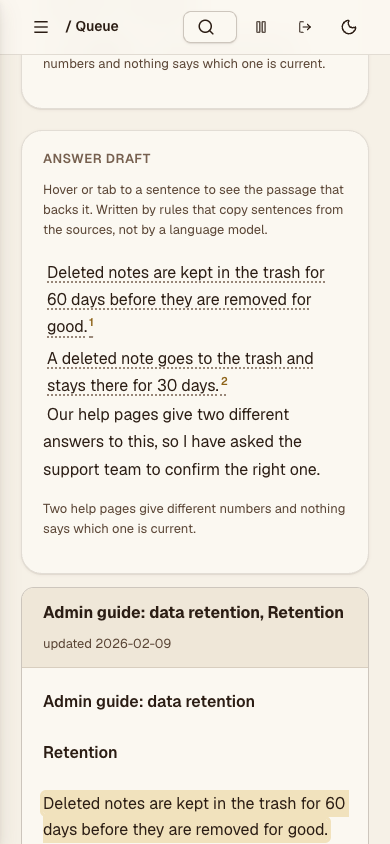 / Queue
numbers and nothing says which one is current.
ANSWER DRAFT
Hover or tab to a sentence to see the passage that
backs it. Written by rules that copy sentences from
the sources, not by a language model.
Deleted notes are kept in the trash for
60 days before they are removed for
good.1
A deleted note goes to the trash and
stays there for 30 days.2
Our help pages give two different
answers to this, so I have asked the
support team to confirm the right one.
Two help pages give different numbers and nothing
says which one is current.
Admin guide: data retention, Retention
updated 2026-02-09
Admin guide: data retention
Retention
Deleted notes are kept in the trash for 60
days before they are removed for good.